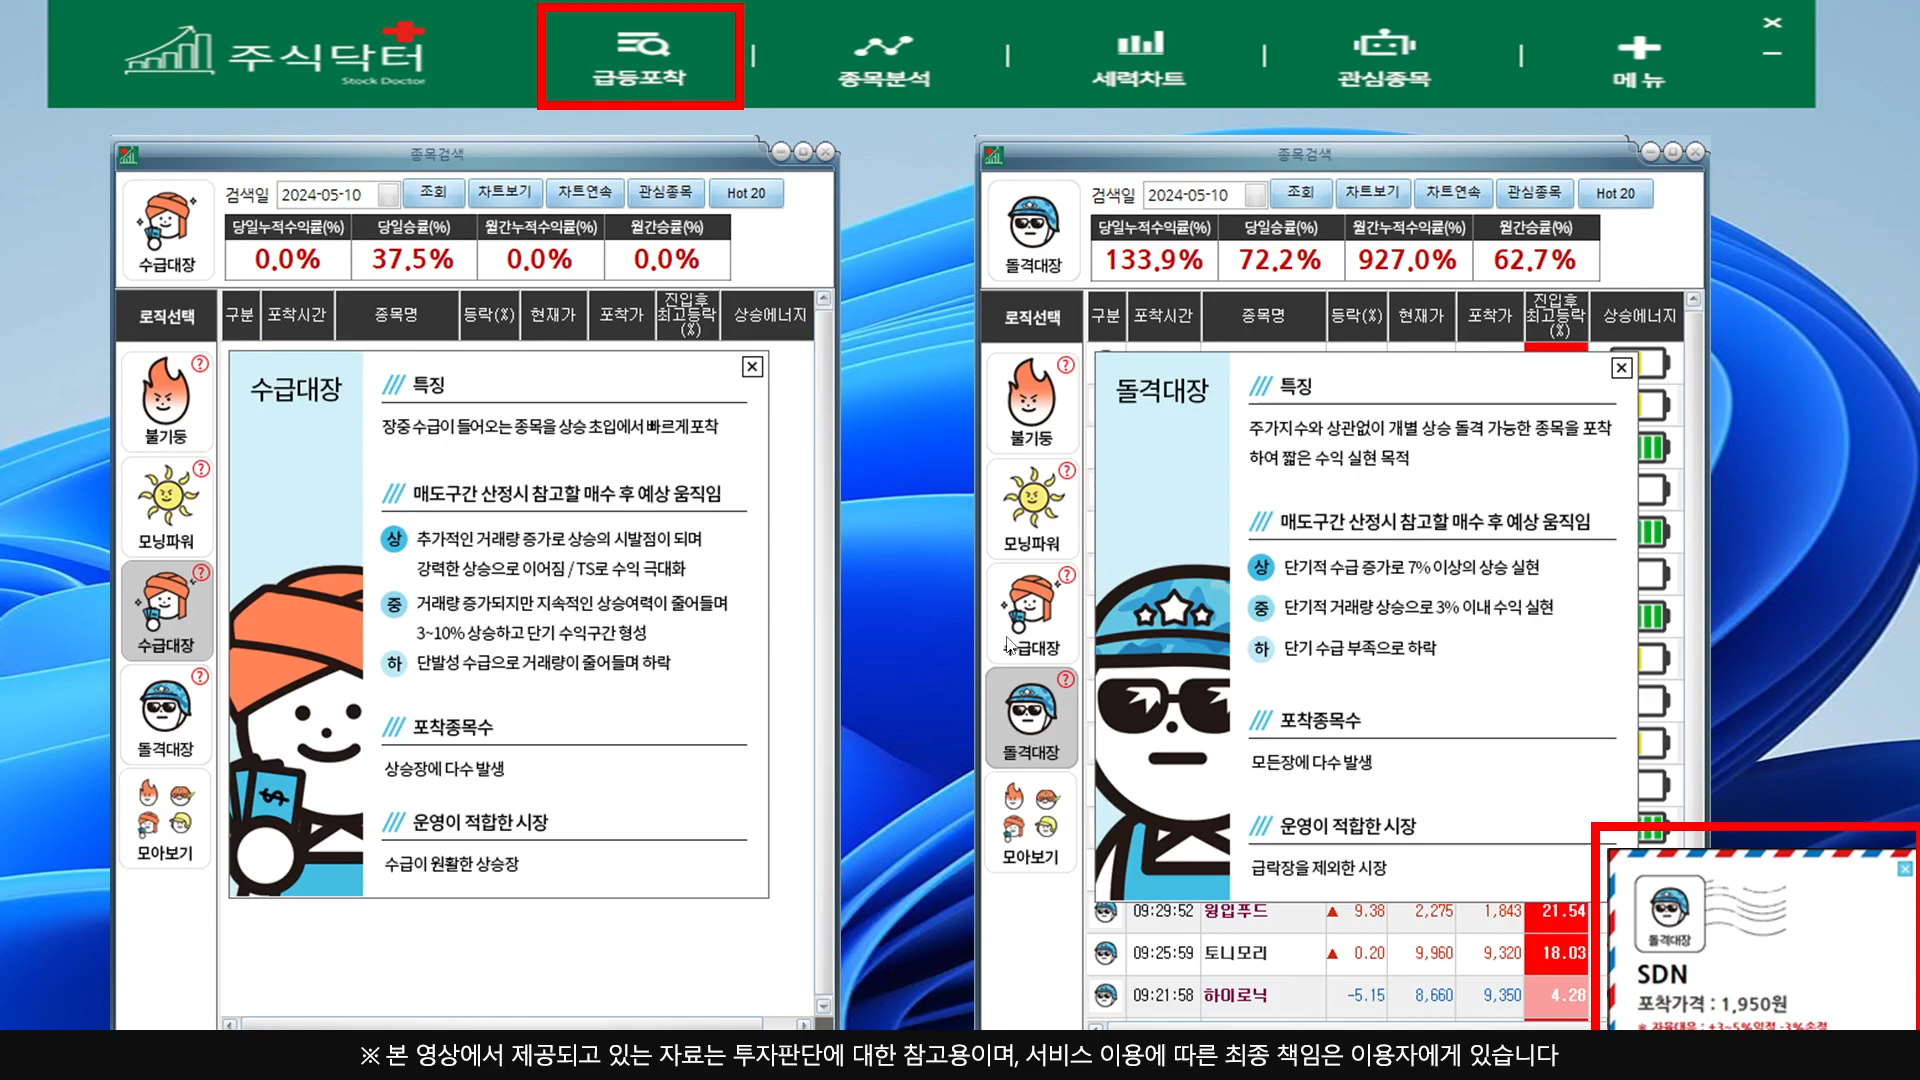 주식닥터
Stock Doctor
급등포착
종목분석
세력차트
관심종목
메뉴
종목검색
수급대장
검색일 2024-05-10 조회 차트보기 차트연속 관심종목 Hot 20
당일누적수익률(%) 당일승률(%) 월간누적수익률(%) 월간승률(%)
0.0% 37.5% 0.0% 0.0%
로직선택 구분 포착시간 종목명 등락(%) 현재가 포착가 진입후 최고등락 (%) 상승에너지
불기둥
모닝파워
수급대장
돌격대장
모아보기
수급대장
특징
장중 수급이 들어오는 종목을 상승 초입에서 빠르게 포착
매도구간 산정시 참고할 매수 후 예상 움직임
상 추가적인 거래량 증가로 상승의 시발점이 되며
강력한 상승으로 이어짐 / TS로 수익 극대화
중 거래량 증가되지만 지속적인 상승여력이 줄어들며
3~10% 상승하고 단기 수익구간 형성
하 단발성 수급으로 거래량이 줄어들며 하락
포착종목수
상승장에 다수 발생
운영이 적합한 시장
수급이 원활한 상승장
종목검색
돌격대장
검색일 2024-05-10 조회 차트보기 차트연속 관심종목 Hot 20
당일누적수익률(%) 당일승률(%) 월간누적수익률(%) 월간승률(%)
133.9% 72.2% 927.0% 62.7%
로직선택 구분 포착시간 종목명 등락(%) 현재가 포착가 진입후 최고등락 (%) 상승에너지
불기둥
모닝파워
급대장
돌격대장
모아보기
돌격대장
특징
주가지수와 상관없이 개별 상승 돌격 가능한 종목을 포착
하여 짧은 수익 실현 목적
매도구간 산정시 참고할 매수 후 예상 움직임
상 단기적 수급 증가로 7% 이상의 상승 실현
중 단기적 거래량 상승으로 3% 이내 수익 실현
하 단기 수급 부족으로 하락
포착종목수
모든장에 다수 발생
운영이 적합한 시장
급락장을 제외한 시장
09:29:52 윙입푸드 ▲ 9.38 2,275 1,843 21.54
09:25:59 토니모리 ▲ 0.20 9,960 9,320 18.03
09:21:58 하이로닉 -5.15 8,660 9,350 4.28
돌격대장
SDN
포착가격 : 1,950원
※ 본 영상에서 제공되고 있는 자료는 투자판단에 대한 참고용이며, 서비스 이용에 따른 최종 책임은 이용자에게 있습니다